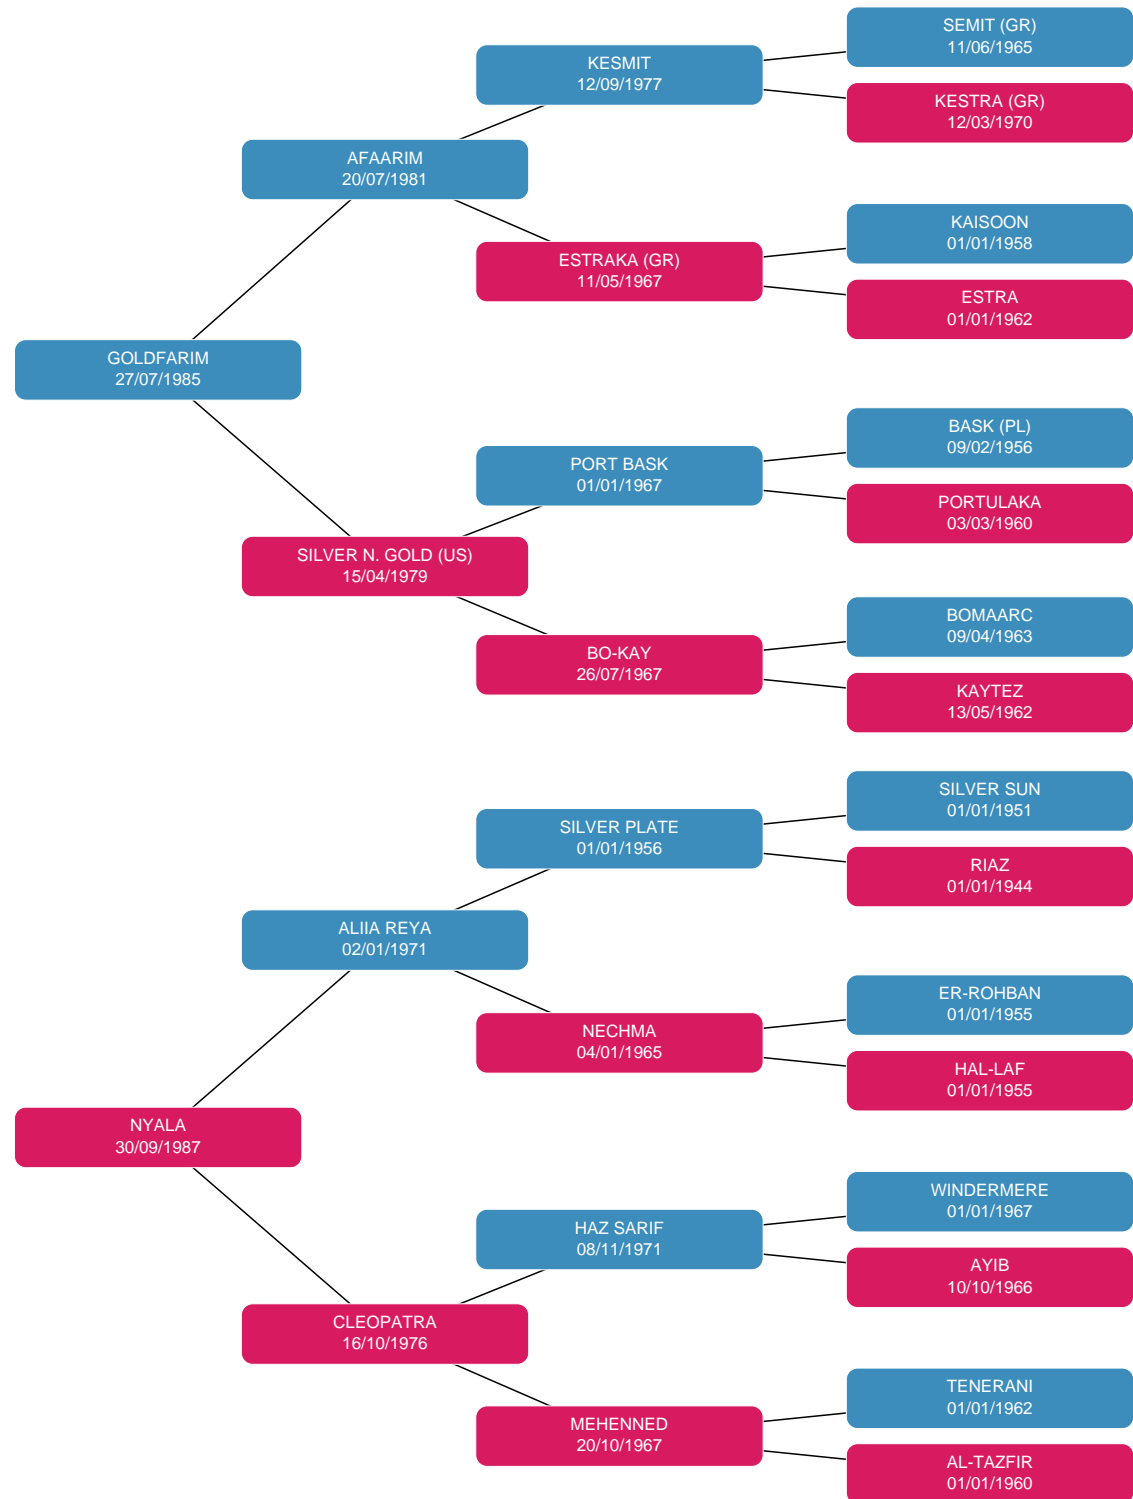 SEMIT (GR)
11/06/1965
KESMIT
12/09/1977
KESTRA (GR)
12/03/1970
AFAARIM
20/07/1981
KAISOON
01/01/1958
ESTRAKA (GR)
11/05/1967
ESTRA
01/01/1962
GOLDFARIM
27/07/1985
BASK (PL)
09/02/1956
PORT BASK
01/01/1967
PORTULAKA
03/03/1960
SILVER N. GOLD (US)
15/04/1979
BOMAARC
09/04/1963
BO-KAY
26/07/1967
KAYTEZ
13/05/1962
SILVER SUN
01/01/1951
SILVER PLATE
01/01/1956
RIAZ
01/01/1944
ALIIA REYA
02/01/1971
ER-ROHBAN
01/01/1955
NECHMA
04/01/1965
HAL-LAF
01/01/1955
NYALA
30/09/1987
WINDERMERE
01/01/1967
HAZ SARIF
08/11/1971
AYIB
10/10/1966
CLEOPATRA
16/10/1976
TENERANI
01/01/1962
MEHENNED
20/10/1967
AL-TAZFIR
01/01/1960